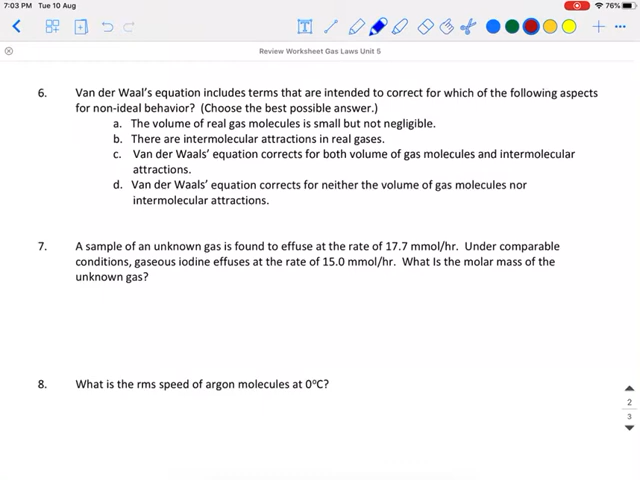 7:03 PM Tue 10 Aug
76%
Review Worksheet Gas Laws Unit 5
6. Van der Waal's equation includes terms that are intended to correct for which of the following aspects
for non-ideal behavior? (Choose the best possible answer.)
a. The volume of real gas molecules is small but not negligible.
b. There are intermolecular attractions in real gases.
c. Van der Waals' equation corrects for both volume of gas molecules and intermolecular
attractions.
d. Van der Waals' equation corrects for neither the volume of gas molecules nor
intermolecular attractions.
7. A sample of an unknown gas is found to effuse at the rate of 17.7 mmol/hr. Under comparable
conditions, gaseous iodine effuses at the rate of 15.0 mmol/hr. What Is the molar mass of the
unknown gas?
8. What is the rms speed of argon molecules at 0°C?
2
3